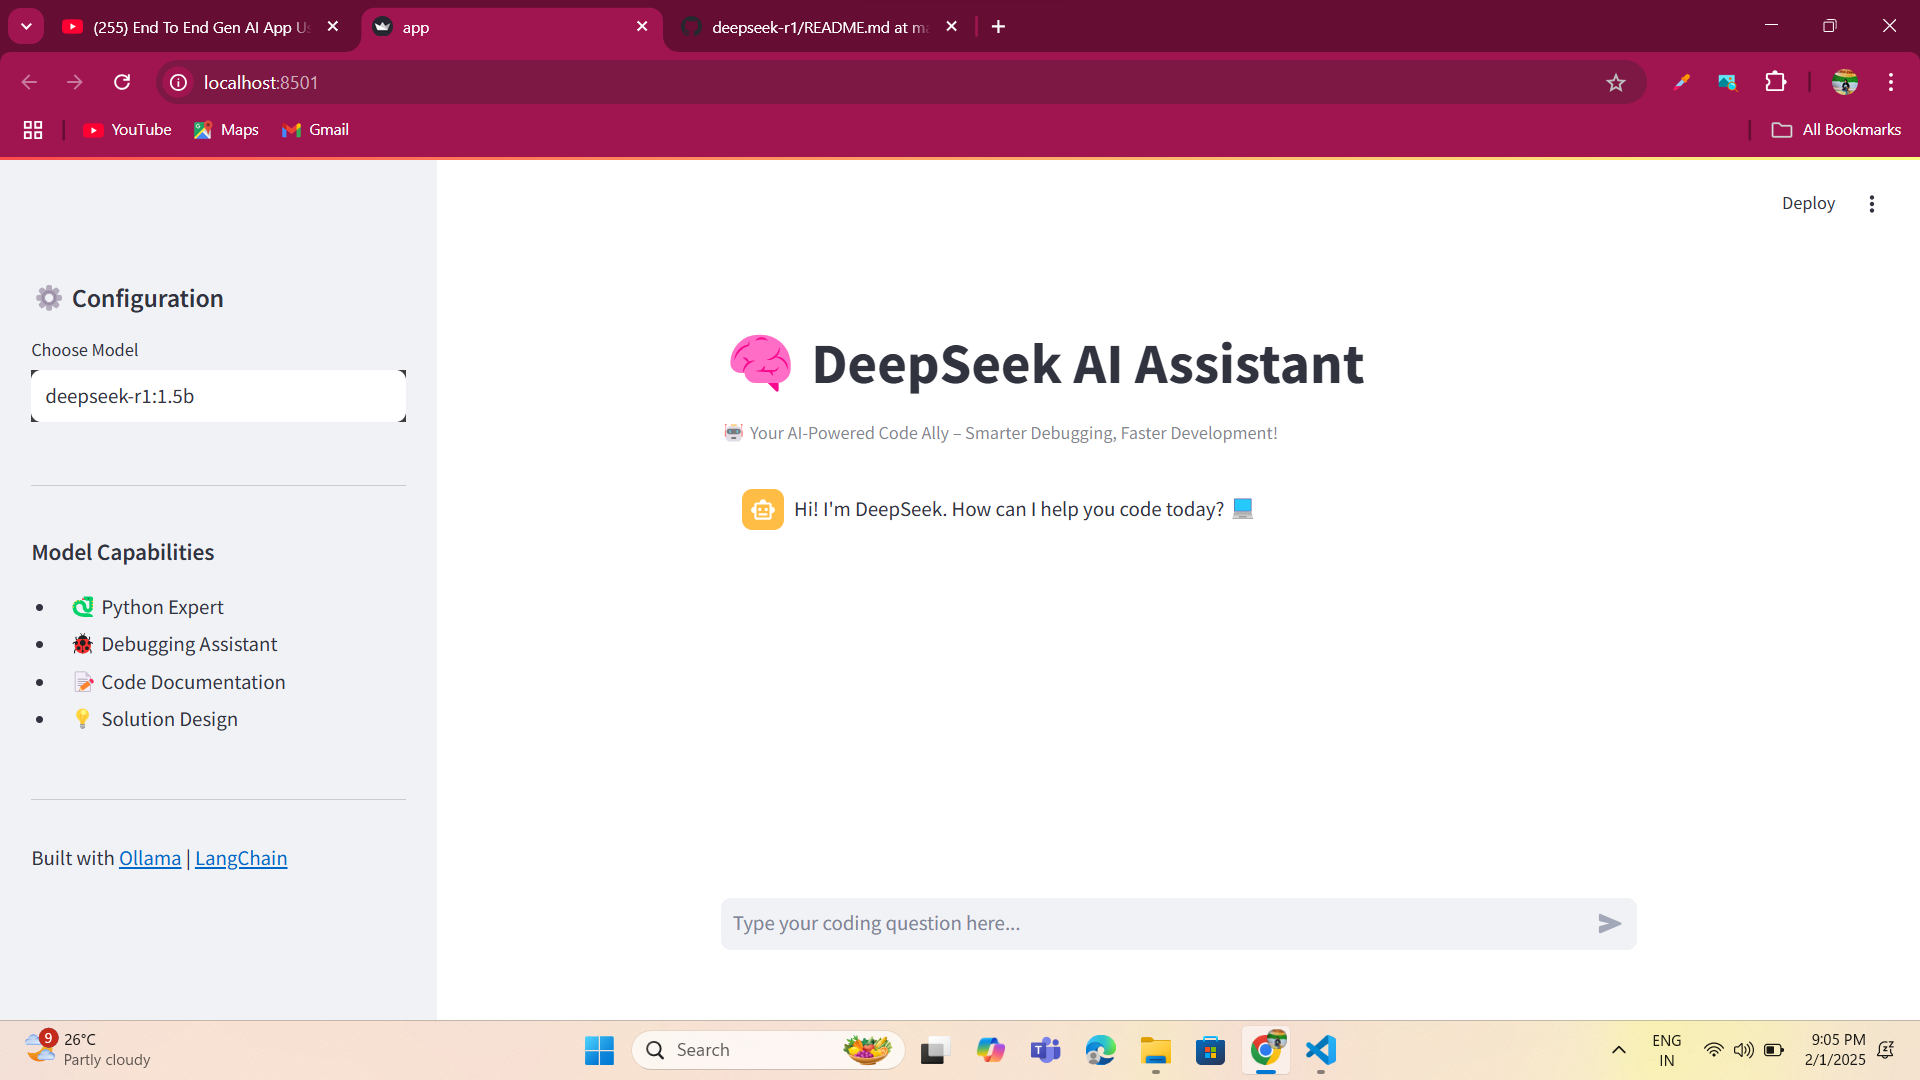 (255) End To End Gen AI App Us
app
deepseek-r1/README.md at ma
localhost:8501
YouTube
Maps
Gmail
All Bookmarks
Deploy
Configuration
Choose Model
deepseek-r1:1.5b
Model Capabilities
Python Expert
Debugging Assistant
Code Documentation
Solution Design
Built with Ollama | LangChain
DeepSeek AI Assistant
Your AI-Powered Code Ally – Smarter Debugging, Faster Development!
Hi! I'm DeepSeek. How can I help you code today?
Type your coding question here...
9
26°C
Partly cloudy
Search
ENG
IN
9:05 PM
2/1/2025